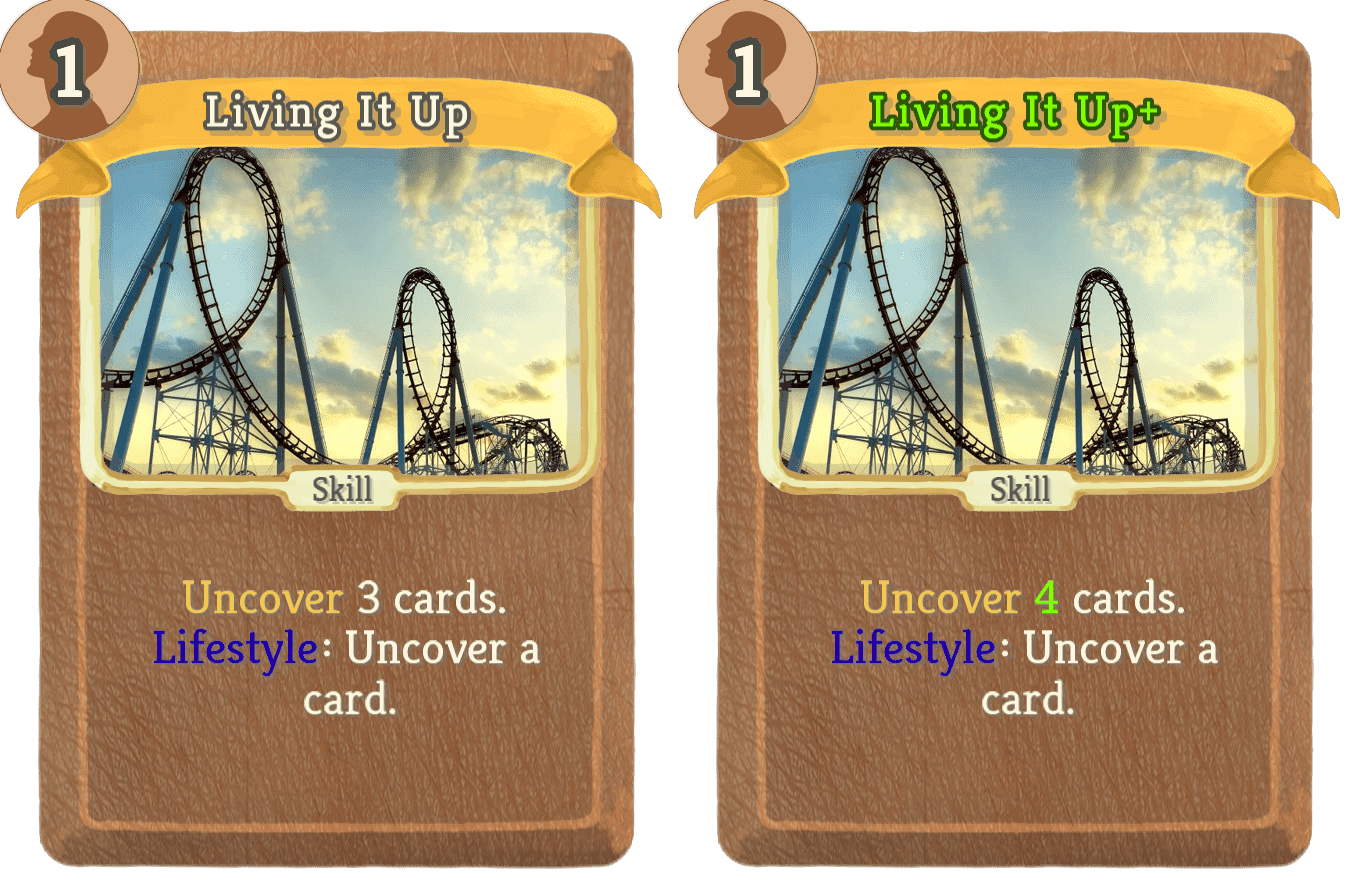 1
Living It Up
Skill
Uncover 3 cards.
Lifestyle: Uncover a
card.
1
Living It Up+
Skill
Uncover 4 cards.
Lifestyle: Uncover a
card.